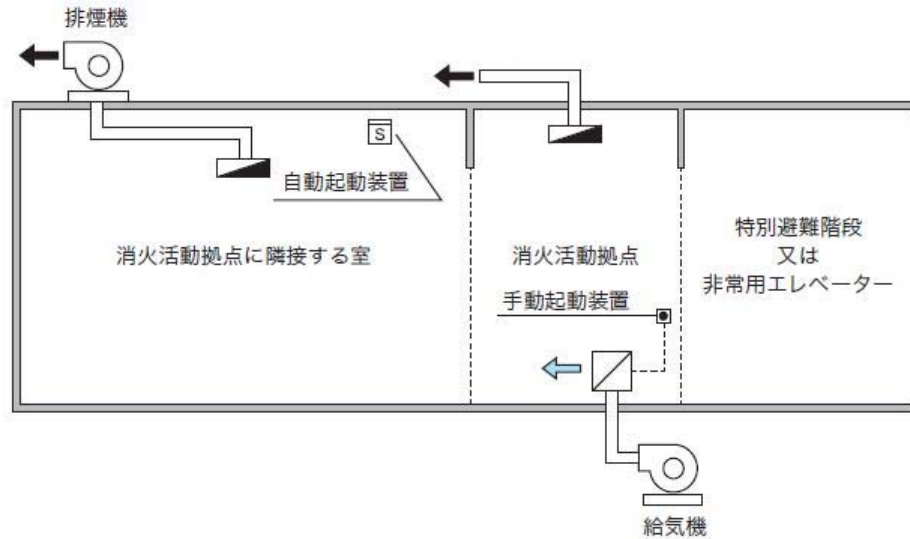 排煙機
S
自動起動装置
消火活動拠点に隣接する室
消火活動拠点
手動起動装置
特別避難階段
又は
非常用エレベーター
給気機